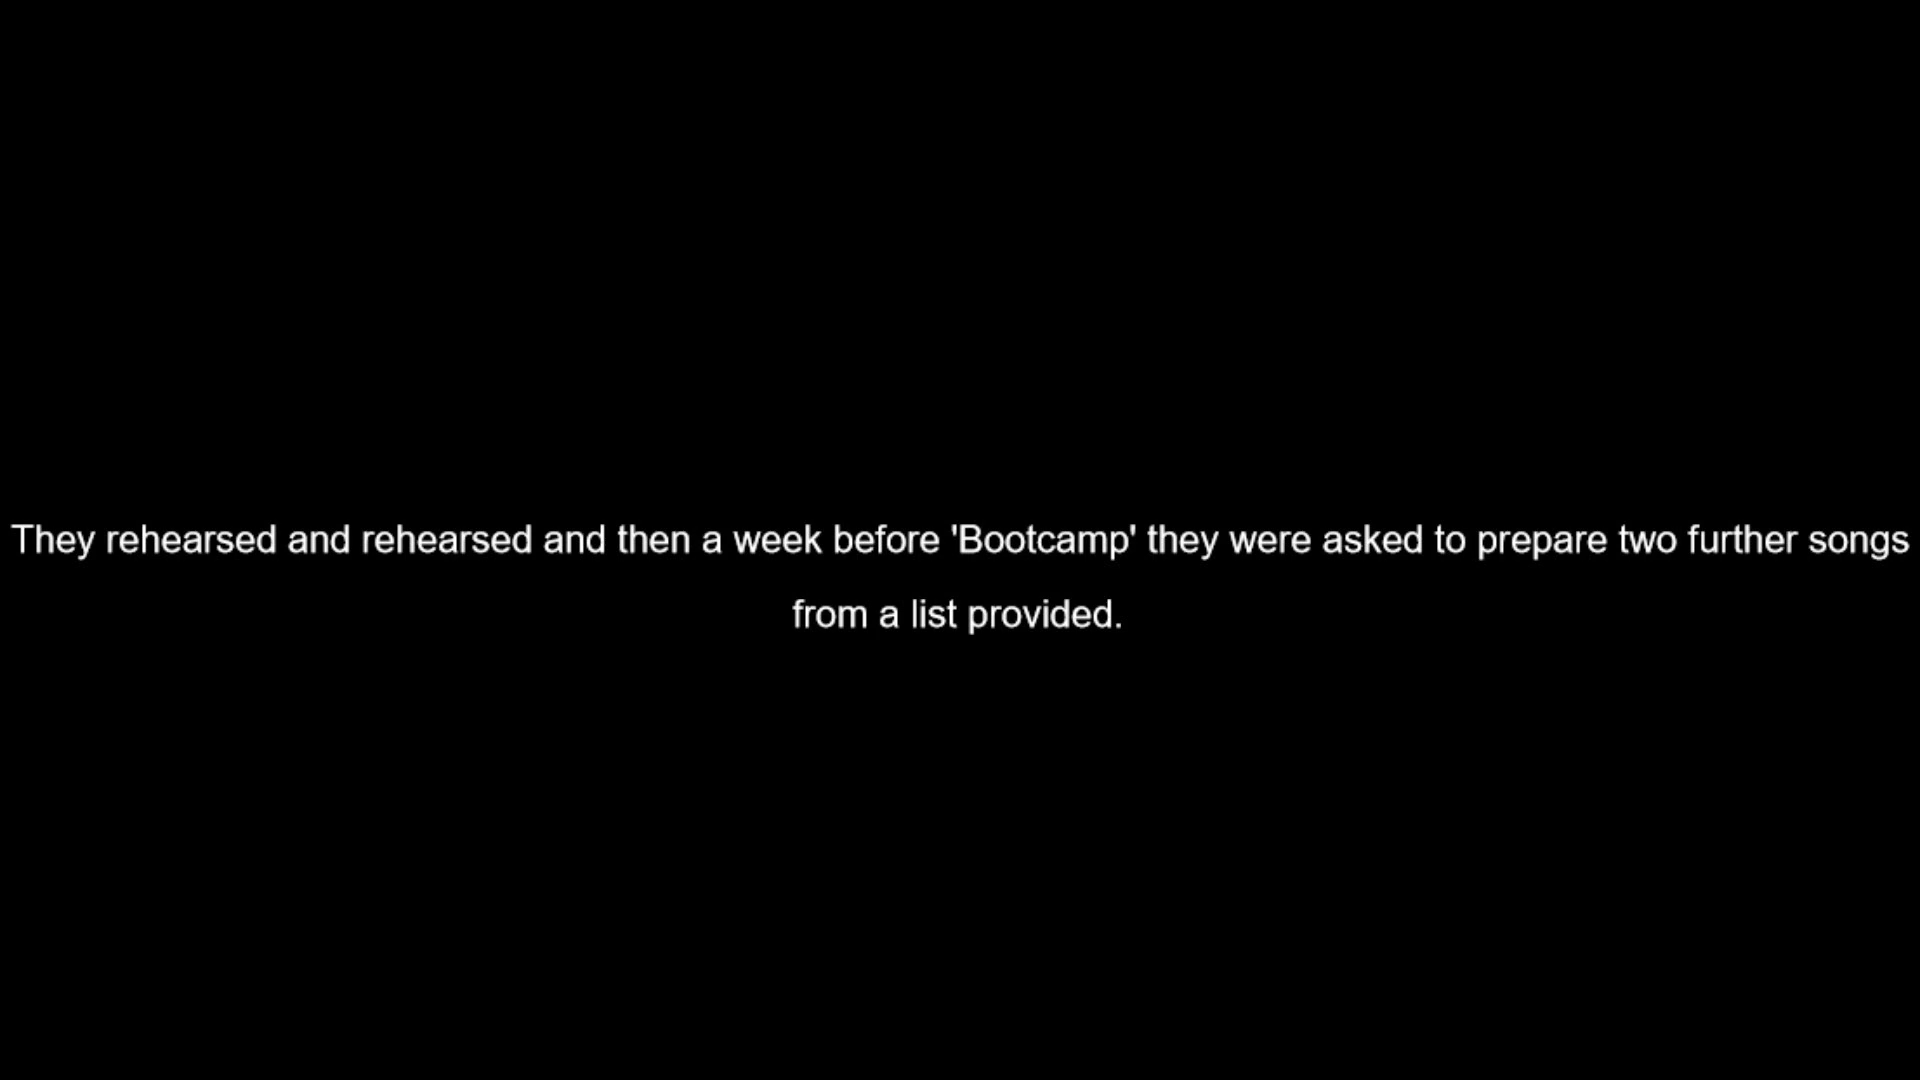 They rehearsed and rehearsed and then a week before 'Bootcamp' they were asked to prepare two further songs
from a list provided.